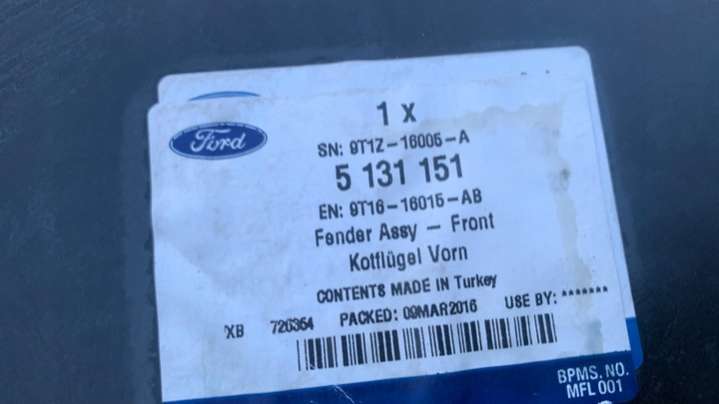 Ford
1 x
SN: 9T1Z-16005-A
5 131 151
EN: 9T16-16015-AB
Fender Assy - Front
Kotflügel Vorn
CONTENTS MADE IN Turkey
XB 726354 PACKED: 09MAR2016 USE BY: *******
BPMS. NO.
MFL 001